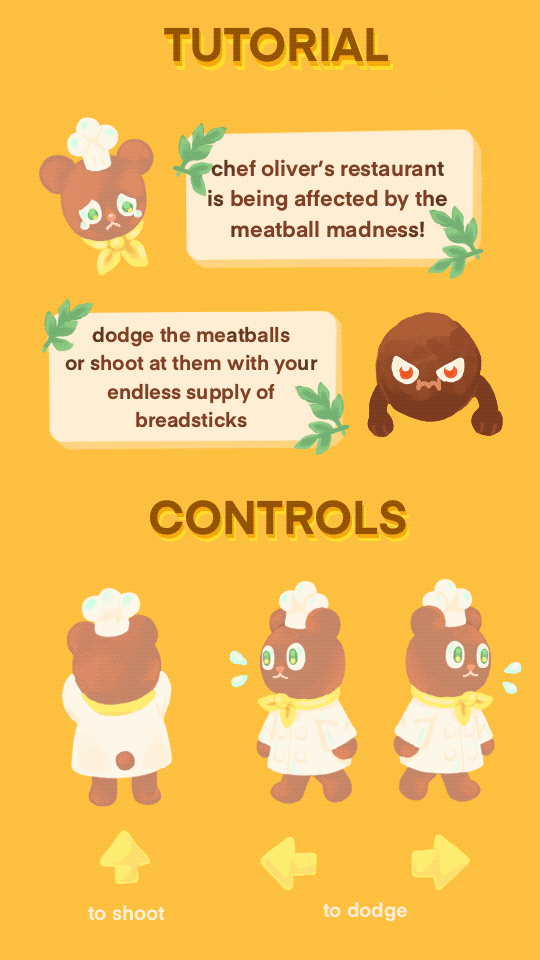 TUTORIAL
chef oliver's restaurant
is being affected by the
meatball madness!
dodge the meatballs
or shoot at them with your
endless supply of
breadsticks
CONTROLS
to shoot
to dodge